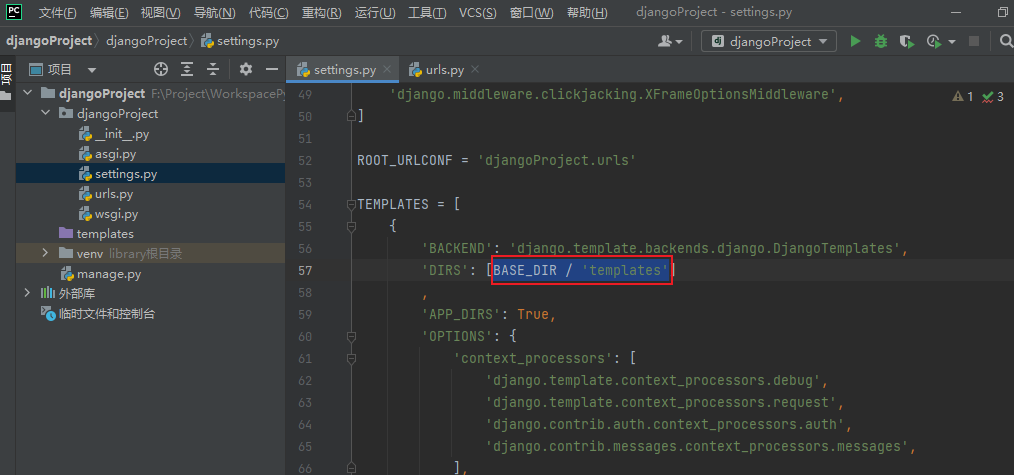 PC 文件(F) 编辑(E) 视图(V) 导航(N) 代码(C) 重构(R) 运行(U) 工具(T) VCS(S) 窗口(W) 帮助(H) djangoProject - settings.py
djangoProject djangoProject settings.py djangoProject
项目
项目
settings.py urls.py
djangoProject F:\Project\WorkspacePy
djangoProject
__init__.py
asgi.py
settings.py
urls.py
wsgi.py
templates
venv library根目录
manage.py
外部库
临时文件和控制台
1 3
49 'django.middleware.clickjacking.XFrameOptionsMiddleware',
50 ]
51
52 ROOT_URLCONF = 'djangoProject.urls'
53
54 TEMPLATES = [
55 {
56 'BACKEND': 'django.template.backends.django.DjangoTemplates',
57 'DIRS': [BASE_DIR / 'templates']
58 ,
59 'APP_DIRS': True,
60 'OPTIONS': {
61 'context_processors': [
62 'django.template.context_processors.debug',
63 'django.template.context_processors.request',
64 'django.contrib.auth.context_processors.auth',
65 'django.contrib.messages.context_processors.messages',
66 ],